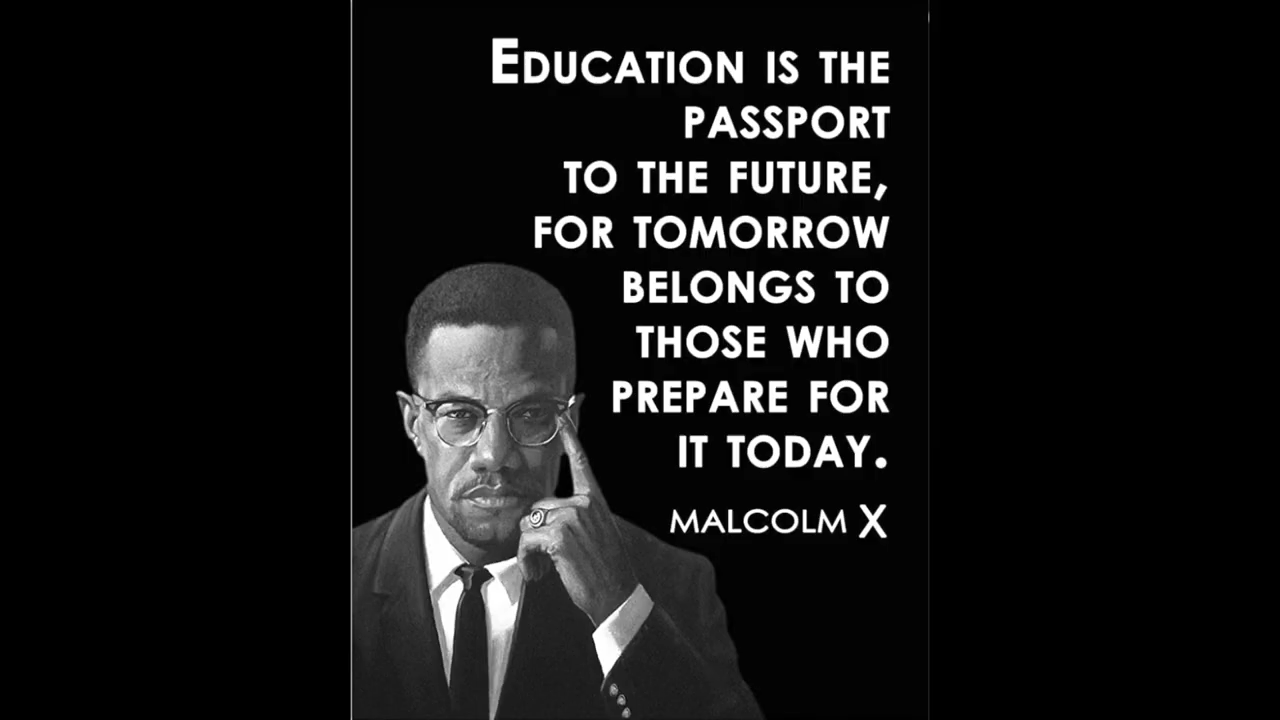 EDUCATION IS THE
PASSPORT
TO THE FUTURE,
FOR TOMORROW
BELONGS TO
THOSE WHO
PREPARE FOR
IT TODAY.
MALCOLM X